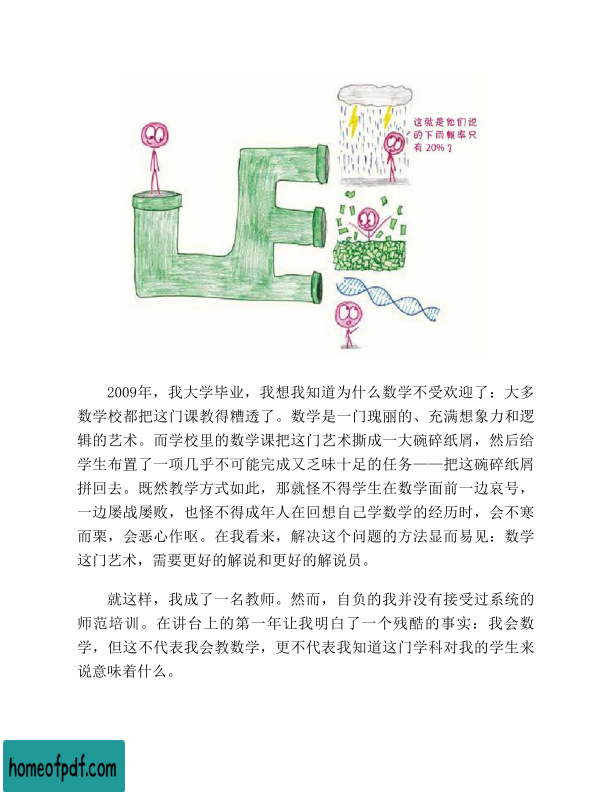 这就是他们说
的下雨概率只
有 20%？
2009年，我大学毕业，我想我知道为什么数学不受欢迎了：大多
数学校都把这门课教得糟透了。数学是一门瑰丽的、充满想象力和逻
辑的艺术。而学校里的数学课把这门艺术撕成一大碗碎纸屑，然后给
学生布置了一项几乎不可能完成又乏味十足的任务——把这碗碎纸屑
拼回去。既然教学方式如此，那就怪不得学生在数学面前一边哀号，
一边屡战屡败，也怪不得成年人在回想自己学数学的经历时，会不寒
而栗，会恶心作呕。在我看来，解决这个问题的方法显而易见：数学
这门艺术，需要更好的解说和更好的解说员。
就这样，我成了一名教师。然而，自负的我并没有接受过系统的
师范培训。在讲台上的第一年让我明白了一个残酷的事实：我会数
学，但这不代表我会教数学，更不代表我知道这门学科对我的学生来
说意味着什么。
homeofpdf.com